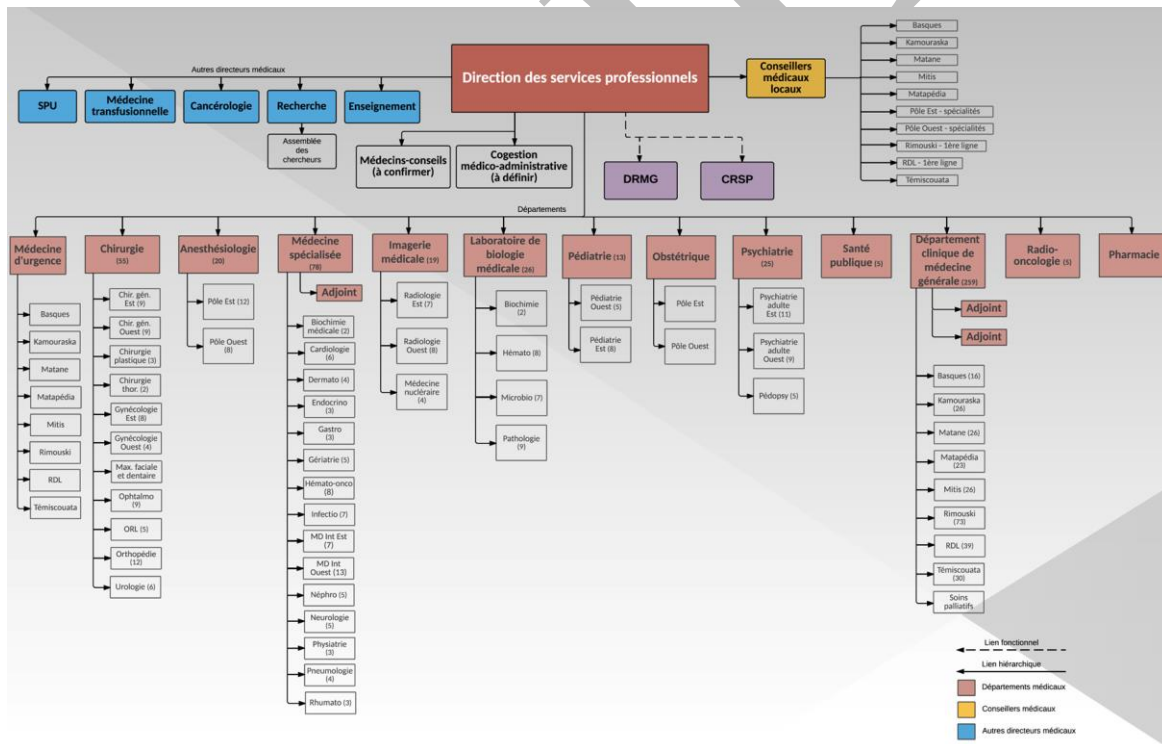 Autres directeurs médicaux
Direction des services professionnels
Conseillers
médicaux
locaux
Basques
Kamouraska
Matane
Mitis
Matapédia
Pôle Est - spécialités
Pôle Ouest - spécialités
Rimouski - 1ère ligne
RDL - 1ère ligne
Témiscouata
SPU
Médecine
transfusionnelle
Cancérologie
Recherche
Enseignement
Assemblée
des
chercheurs
Médecins-conseils
(à confirmer)
Cogestion
médico-administrative
(à définir)
DRMG
CRSP
Départements
Médecine
d'urgence
Basques
Kamouraska
Matane
Matapédia
Mitis
Rimouski
RDL
Témiscouata
Chirurgie
(55)
Chir. gén.
Est (9)
Chir. gén.
Ouest (9)
Chirurgie
plastique (3)
Chirurgie
thor. (2)
Gynécologie
Est (8)
Gynécologie
Ouest (4)
Max. faciale
et dentaire
Ophtalmo
(9)
ORL (5)
Orthopédie
(12)
Urologie (6)
Anesthésiologie
(20)
Pôle Est (12)
Pôle Ouest
(8)
Médecine
spécialisée
(78)
Adjoint
Biochimie
médicale (2)
Cardiologie
(6)
Dermato (4)
Endocrino
(3)
Gastro
(3)
Gériatrie (5)
Hémato-onco
(8)
Infectio (7)
MD Int Est
(7)
MD Int
Ouest (13)
Néphro (5)
Neurologie
(5)
Physiatrie
(3)
Pneumologie
(4)
Rhumato (3)
Imagerie
médicale (19)
Radiologie
Est (7)
Radiologie
Ouest (8)
Médecine
nucléraire
(4)
Laboratoire de
biologie
médicale (26)
Biochimie
(2)
Hémato (8)
Microbio (7)
Pathologie
(9)
Pédiatrie (13)
Pédiatrie
Ouest (5)
Pédiatrie
Est (8)
Obstétrique
Pôle Est
Pôle Ouest
Psychiatrie
(25)
Psychiatrie
adulte
Est (11)
Psychiatrie
adulte
Ouest (9)
Pédopsy (5)
Santé
publique (5)
Département
clinique de
médecine
générale (259)
Adjoint
Adjoint
Basques (16)
Kamouraska
(26)
Matane (26)
Matapédia
(23)
Mitis (26)
Rimouski
(73)
RDL (39)
Témiscouata
(30)
Soins
palliatifs
Radio-
oncologie (5)
Pharmacie
Lien fonctionnel
Lien hiérarchique
Départements médicaux
Conseillers médicaux
Autres directeurs médicaux